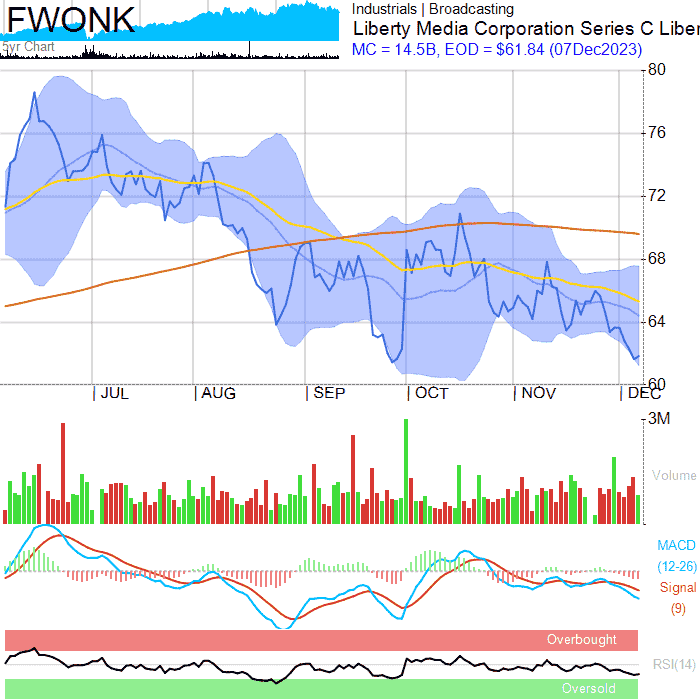 FWONK
5yr Chart
Industrials | Broadcasting
Liberty Media Corporation Series C Liber
MC = 14.5B, EOD = $61.84 (07Dec2023)
80
76
72
68
64
60
JUL
AUG
SEP
OCT
NOV
DEC
3M
Volume
MACD
(12-26)
Signal
(9)
Overbought
RSI(14)
Oversold